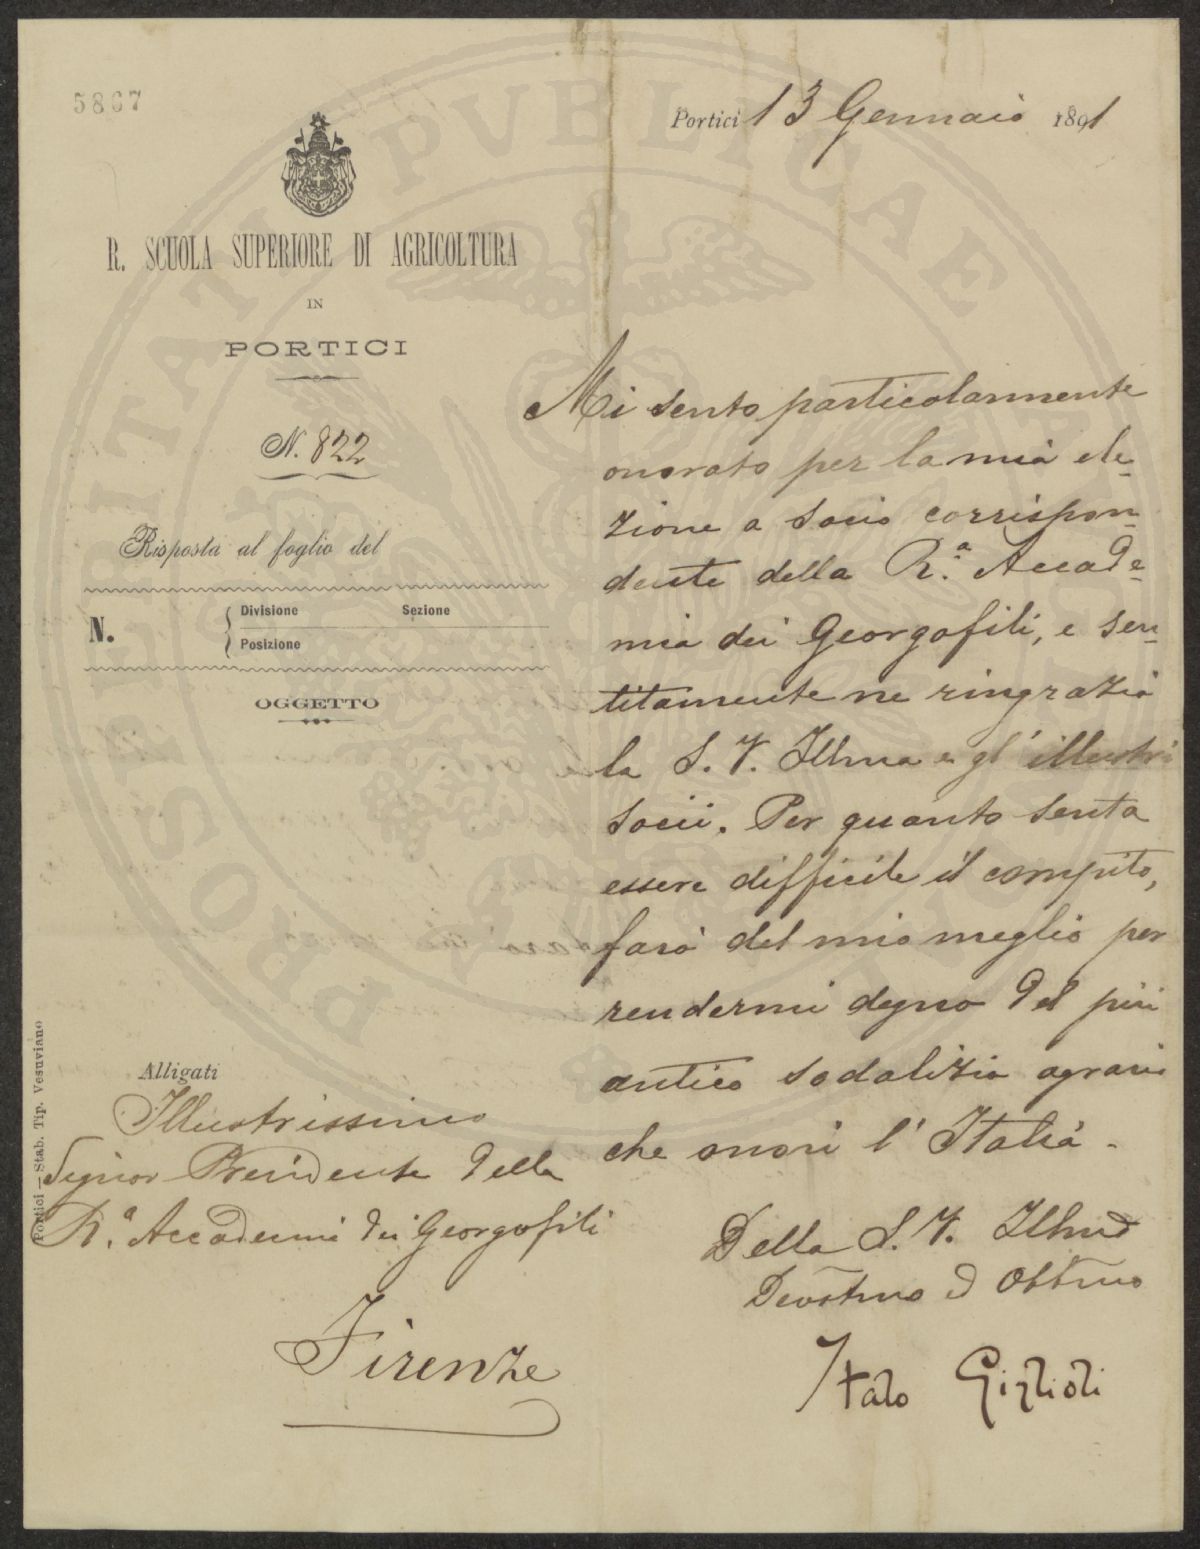 5867
Portici 13 Gennaio 1891
R. SCUOLA SUPERIORE DI AGRICOLTURA
IN
PORTICI
N. 822
Risposta al foglio del
N.
Divisione Sezione
Posizione
OGGETTO
Mi sento particolarmente
onorato per la mia ele-
zione a socio corrispon-
dente della R.ª Accade-
mia dei Georgofili, e sen-
titamente ne ringrazio
la S. V. Illma e gl' illustri
socii. Per quanto senta
essere difficile il compito,
farò del mio meglio per
rendermi degno del più
antico sodalizio agrario
che onori l' Italia.
Della S. V. Illma
Devotmo ed Obbmo
Italo Giglioli
Alligati
Illustrissimo
Signor Presidente della
R.ª Accademia dei Georgofili
Firenze
Portici — Stab. Tip. Vesuviano
PROSPERITATI PVBLICAE